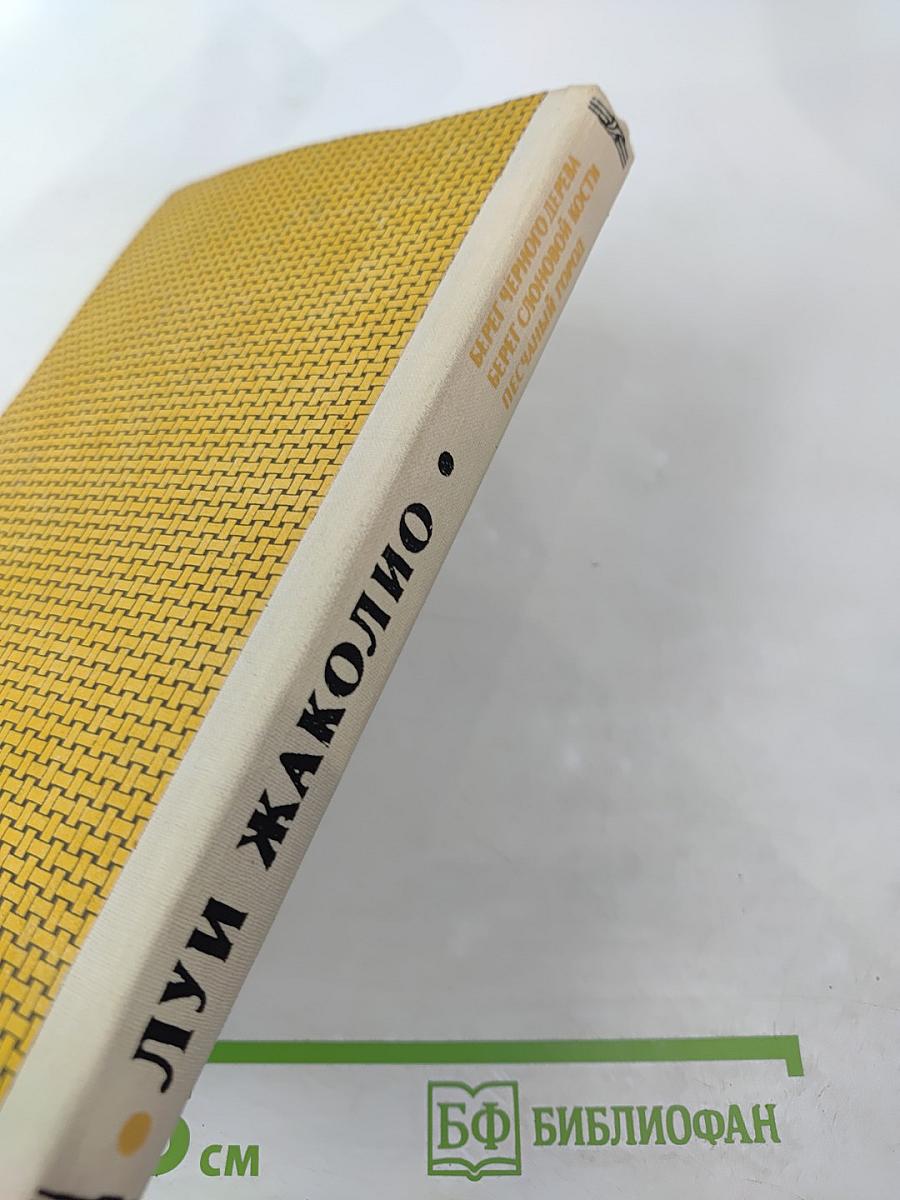 ЛУИ ЖАКОЛИО •
БЕРЕГ ЧЕРНОГО ДЕРЕВА
БЕРЕГ СЛОНОВОЙ КОСТИ
ПЕСЧАНЫЙ ГОРОД
см
БФ БИБЛИОФАН